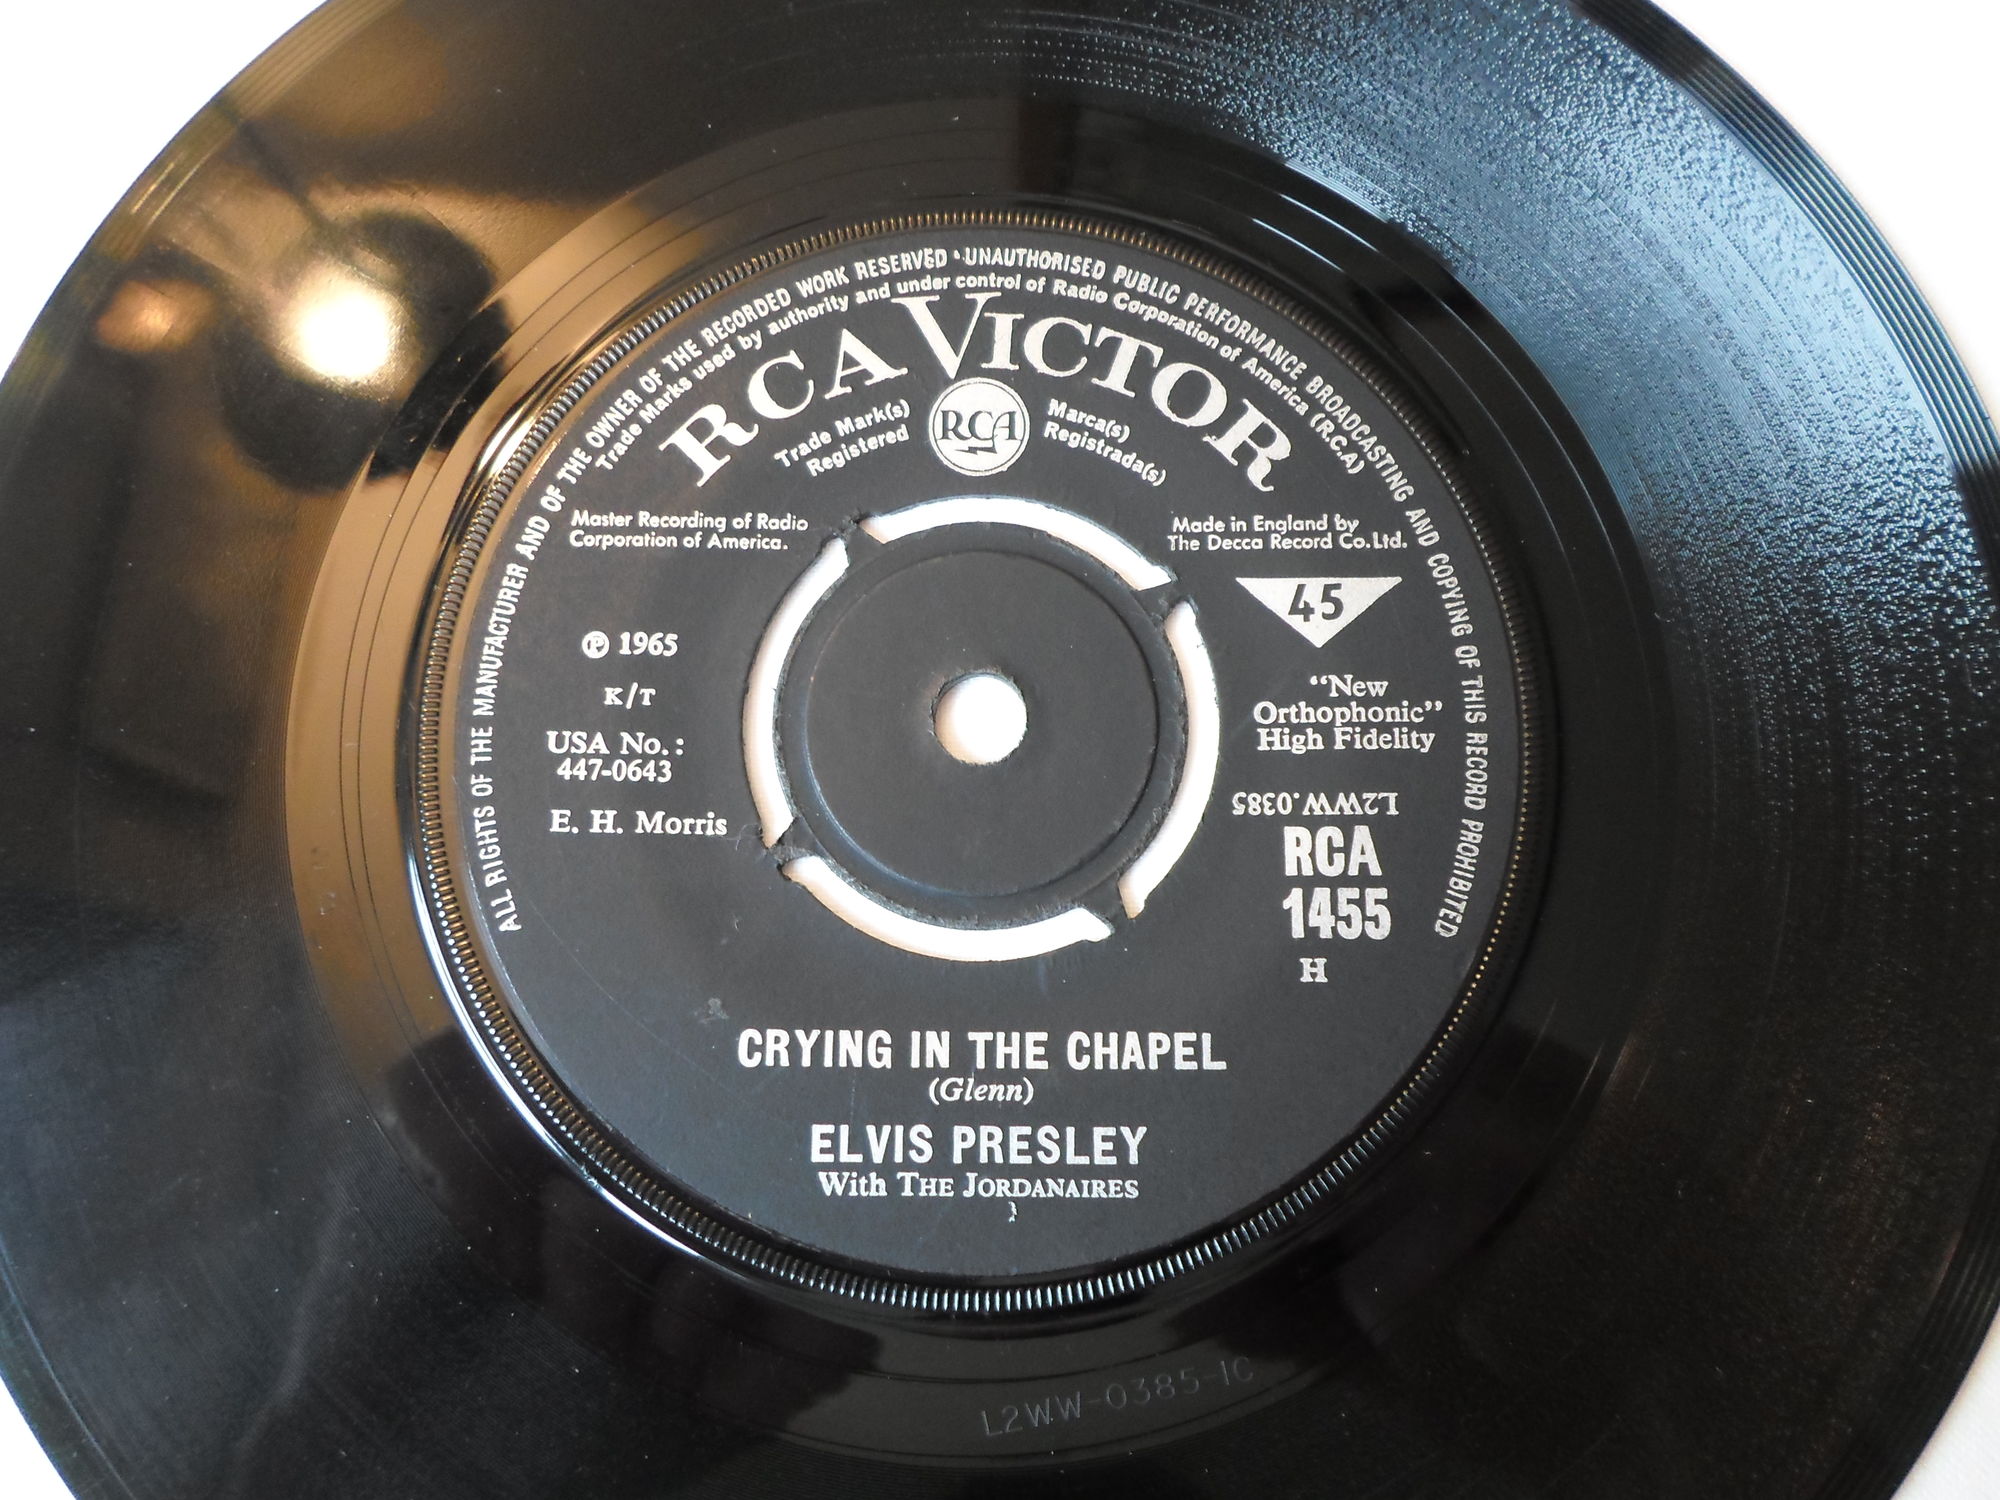 ALL RIGHTS OF THE MANUFACTURER AND OF THE OWNER OF THE RECORDED WORK RESERVED · UNAUTHORISED PUBLIC PERFORMANCE BROADCASTING AND COPYING OF THIS RECORD PROHIBITED
Trade Marks used by authority and under control of Radio Corporation of America (R.C.A)
RCA VICTOR
Trade Mark(s)
Registered
RCA
Marca(s)
Registrada(s)
Master Recording of Radio
Corporation of America.
Made in England by
The Decca Record Co.Ltd.
45
℗ 1965
K/T
USA No.:
447-0643
E. H. Morris
"New
Orthophonic"
High Fidelity
L2WW.0385
RCA
1455
H
CRYING IN THE CHAPEL
(Glenn)
ELVIS PRESLEY
With THE JORDANAIRES
L2WW-0385-1C